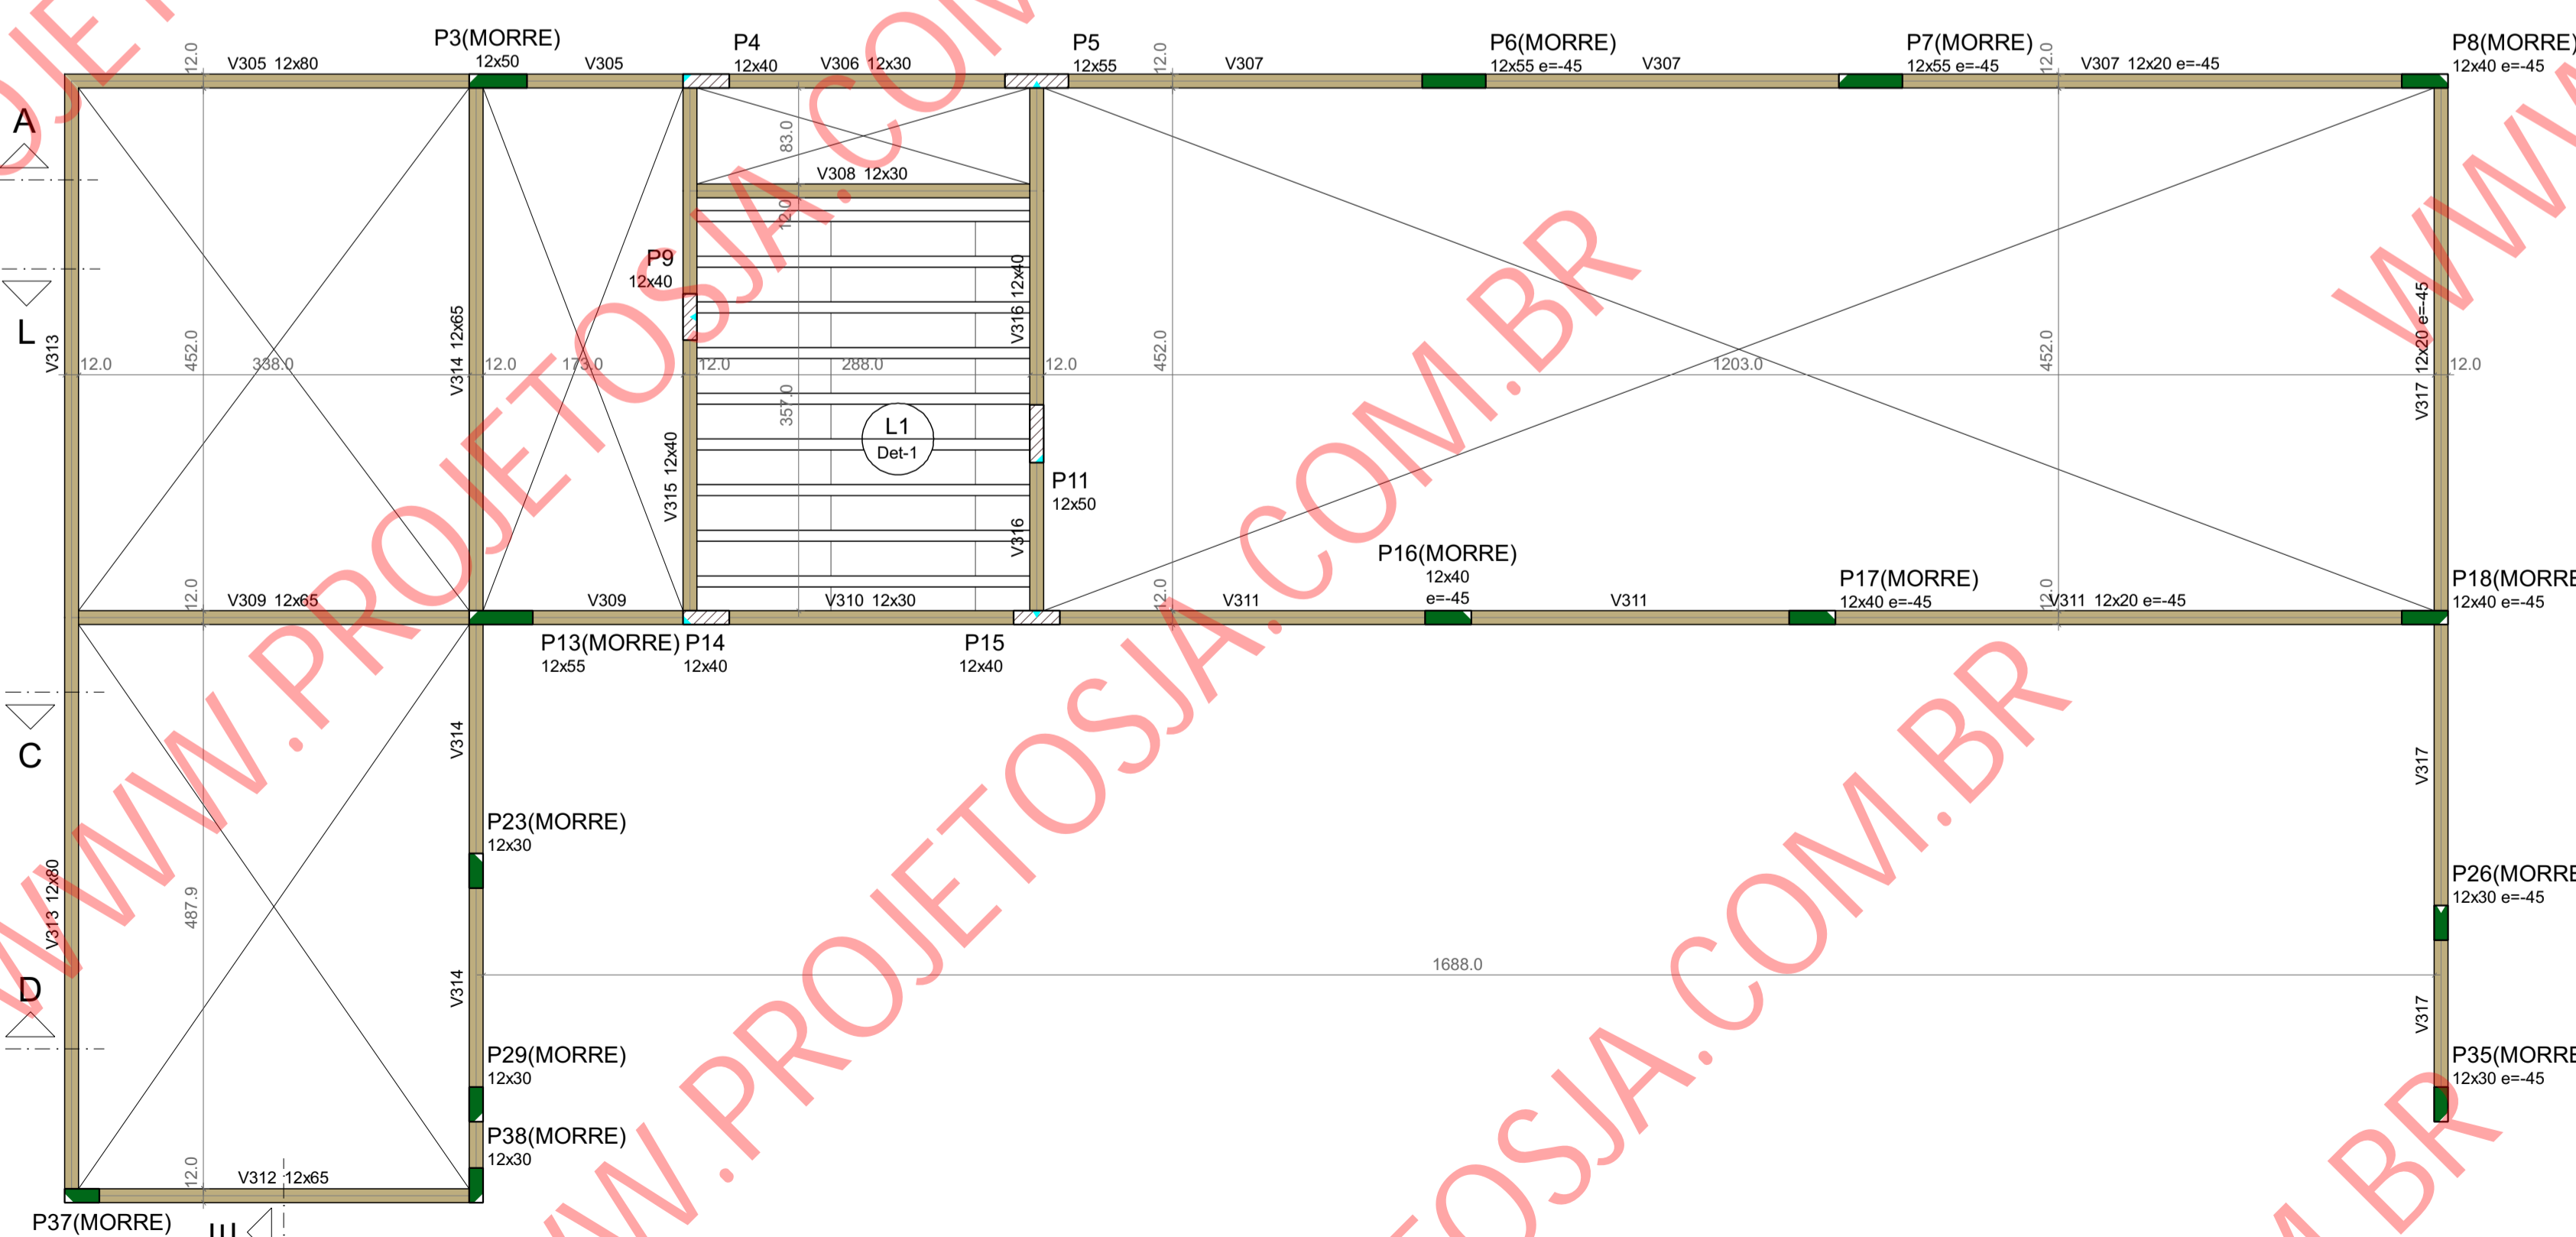 P3(MORRE)
12x50
P4
12x40
P5
12x55
P6(MORRE)
12x55 e=-45
P7(MORRE)
12x55 e=-45
P8(MORRE)
12x40 e=-45
V305 12x80
V305
V306 12x30
V307
V307
V307 12x20 e=-45
12.0
12.0
12.0
A
83.0
V308 12x30
12.0
P9
12x40
L
V313
V314 12x65
V316 12x40
V317 12x20 e=-45
452.0
452.0
452.0
12.0
338.0
12.0
173.0
12.0
288.0
12.0
1203.0
12.0
357.0
L1
Det-1
V315 12x40
P11
12x50
V316
P16(MORRE)
12x40
e=-45
P17(MORRE)
12x40 e=-45
P18(MORRE
12x40 e=-45
12.0
V309 12x65
V309
V310 12x30
12.0
V311
V311
12.0
V311 12x20 e=-45
P13(MORRE)
12x55
P14
12x40
P15
12x40
C
V314
V317
P23(MORRE)
12x30
P26(MORRE
12x30 e=-45
V313 12x80
487.9
D
V314
1688.0
V317
P29(MORRE)
12x30
P35(MORRE
12x30 e=-45
P38(MORRE)
12x30
12.0
V312 12x65
P37(MORRE)
E
WWW.PROJETOSJA.COM.BR
WW.PROJETOSJA.COM.BR
TOSJA.COM.BR